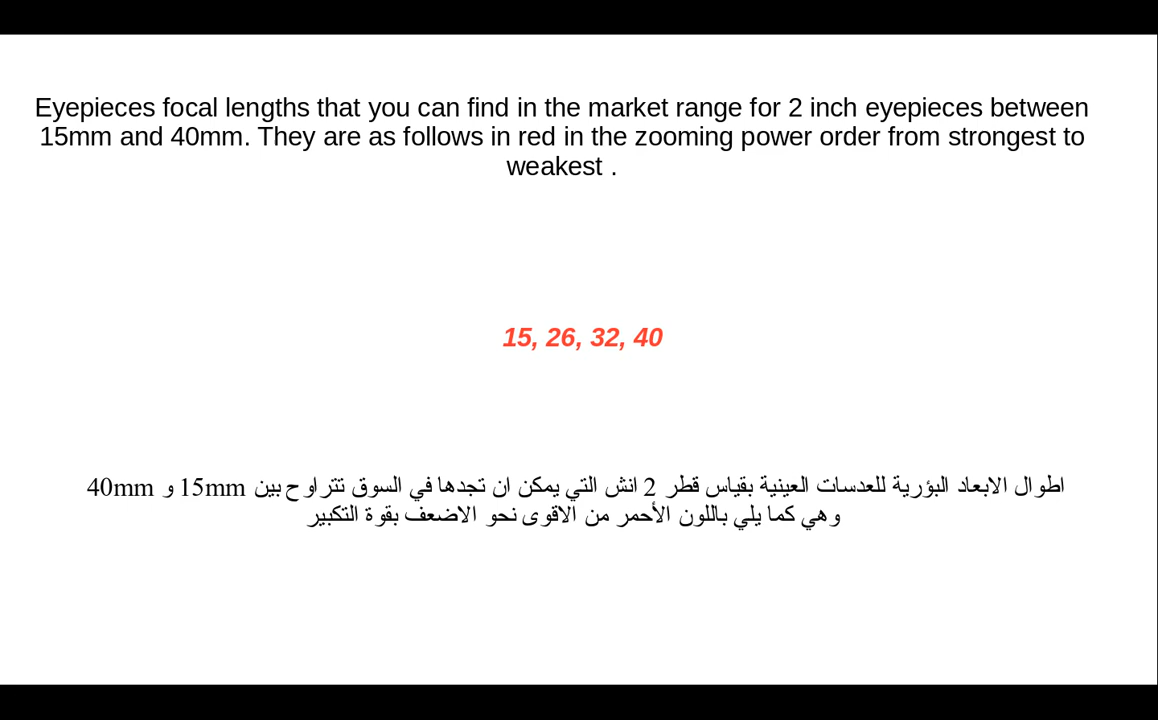 Eyepieces focal lengths that you can find in the market range for 2 inch eyepieces between
15mm and 40mm. They are as follows in red in the zooming power order from strongest to
weakest .
15, 26, 32, 40
اطوال الابعاد البؤرية للعدسات العينية بقياس قطر 2 انش التي يمكن ان تجدها في السوق تتراوح بين 15mm و 40mm
وهي كما يلي باللون الأحمر من الاقوى نحو الاضعف بقوة التكبير